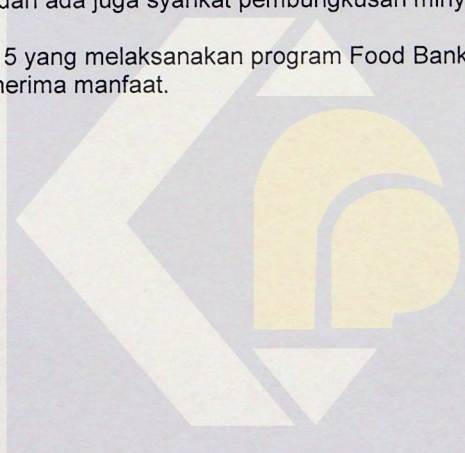 dan ada juga syarikat pembungkusan
5 yang melaksanakan program Food Bank
nerima manfaat.